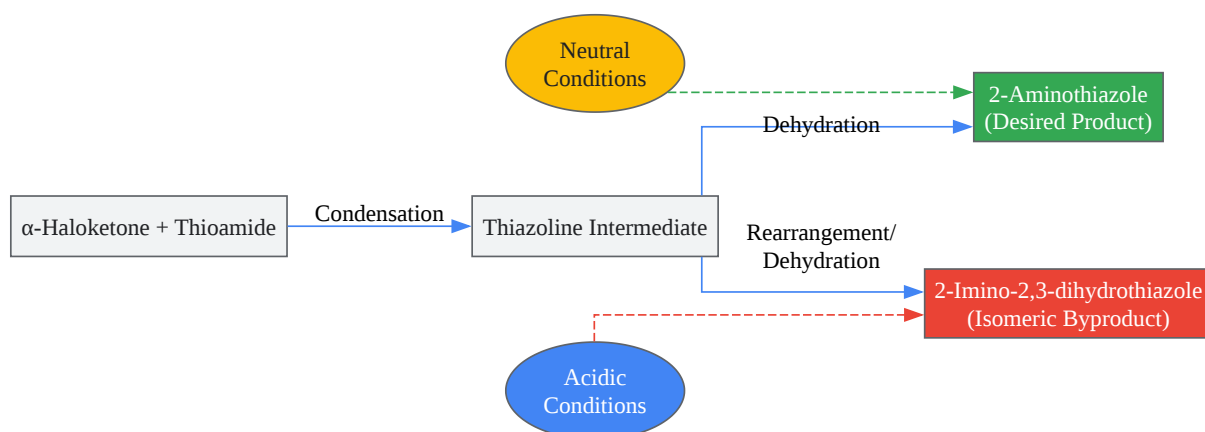 Neutral
Conditions
2-Aminothiazole
(Desired Product)
Dehydration
α-Haloketone + Thioamide
Condensation
Thiazoline Intermediate
Rearrangement/
Dehydration
2-Imino-2,3-dihydrothiazole
(Isomeric Byproduct)
Acidic
Conditions